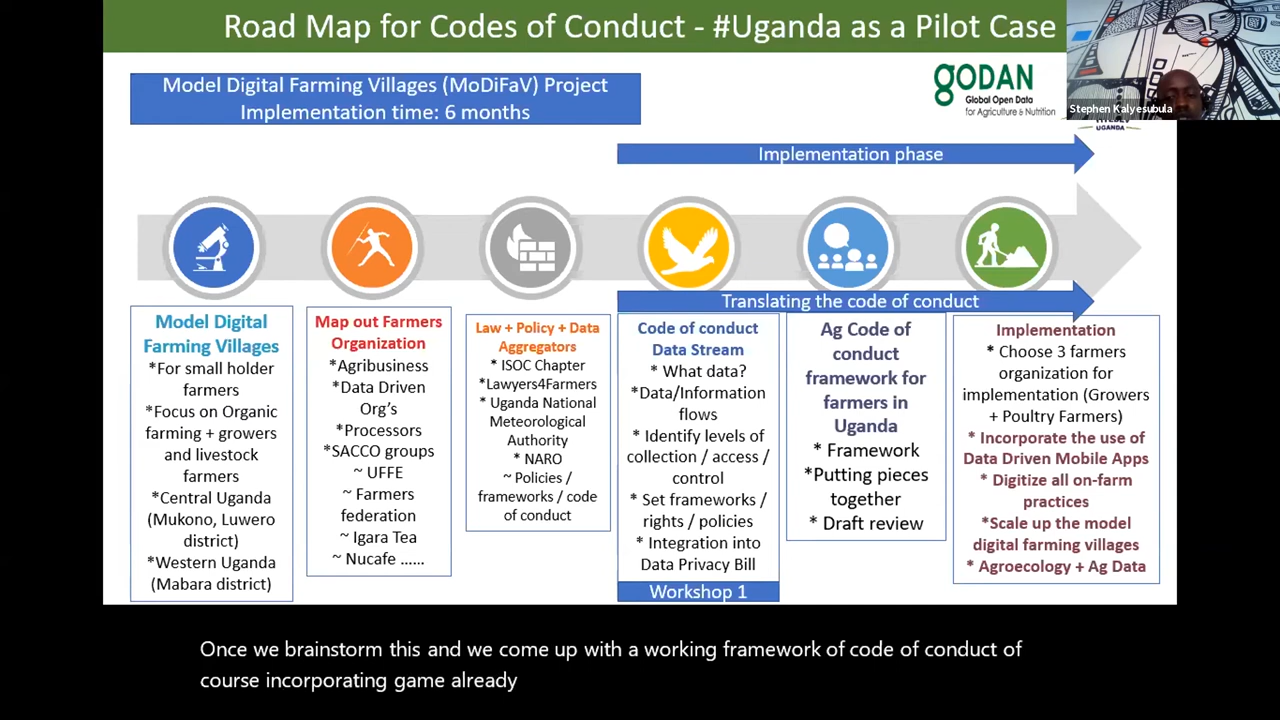 Road Map for Codes of Conduct - #Uganda as a Pilot Case
Model Digital Farming Villages (MoDiFaV) Project
Implementation time: 6 months
GODAN
Global Open Data
for Agriculture & Nutrition
Stephen Kalyesubula
UGANDA
Implementation phase
Translating the code of conduct
Model Digital
Farming Villages
*For small holder
farmers
*Focus on Organic
farming + growers
and livestock
farmers
*Central Uganda
(Mukono, Luwero
district)
*Western Uganda
(Mabara district)
Map out Farmers
Organization
*Agribusiness
*Data Driven
Org's
*Processors
*SACCO groups
~ UFFE
~ Farmers
federation
~ Igara Tea
~ Nucafe ......
Law + Policy + Data
Aggregators
* ISOC Chapter
*Lawyers4Farmers
* Uganda National
Meteorological
Authority
* NARO
~ Policies /
frameworks / code
of conduct
Code of conduct
Data Stream
* What data?
*Data/Information
flows
* Identify levels of
collection / access /
control
* Set frameworks /
rights / policies
* Integration into
Data Privacy Bill
Workshop 1
Ag Code of
conduct
framework for
farmers in
Uganda
* Framework
*Putting pieces
together
* Draft review
Implementation
* Choose 3 farmers
organization for
implementation (Growers
+ Poultry Farmers)
* Incorporate the use of
Data Driven Mobile Apps
* Digitize all on-farm
practices
*Scale up the model
digital farming villages
* Agroecology + Ag Data
Once we brainstorm this and we come up with a working framework of code of conduct of
course incorporating game already